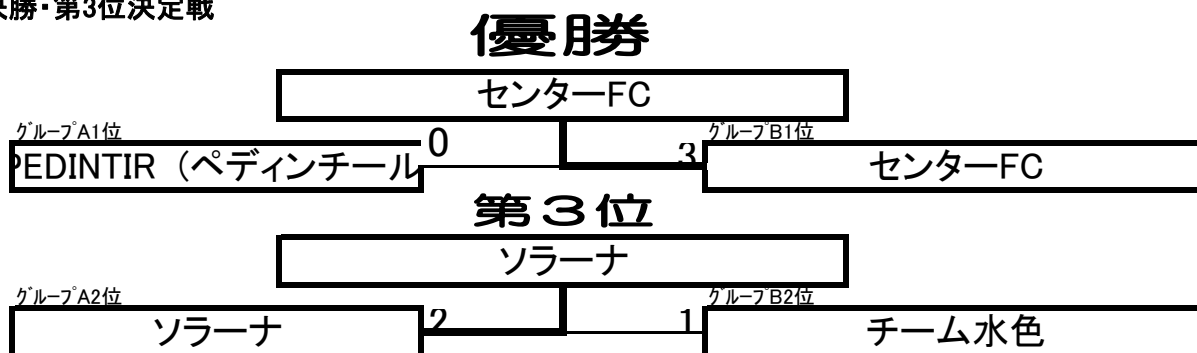 決勝・第3位決定戦
優勝
センターFC
グループA1位
0
グループB1位
3
PEDINTIR（ペディンチール
センターFC
第３位
ソラーナ
グループA2位
2
グループB2位
1
ソラーナ
チーム水色